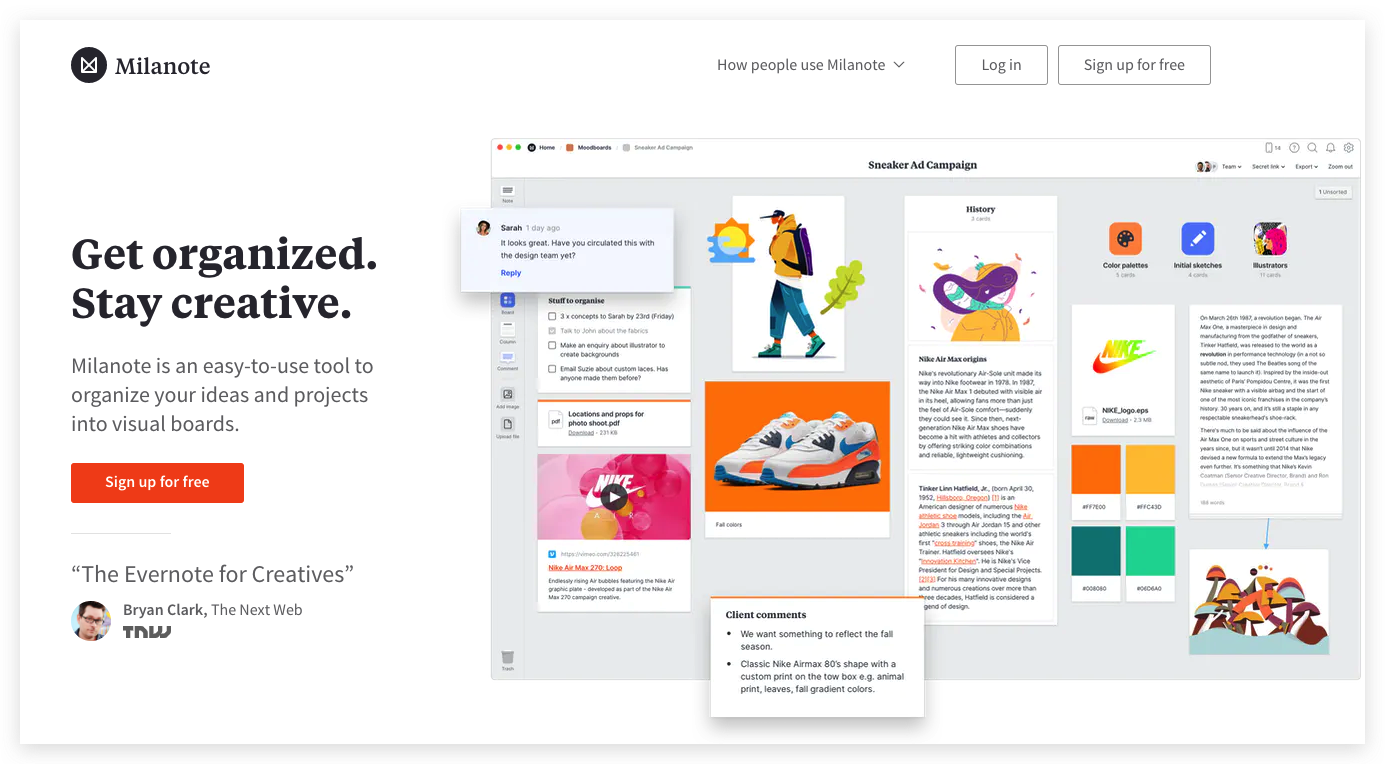 Milanote
How people use Milanote
Log in
Sign up for free
Get organized.
Stay creative.
Milanote is an easy-to-use tool to
organize your ideas and projects
into visual boards.
Sign up for free
“The Evernote for Creatives”
Bryan Clark, The Next Web
TNW
Home
Moodboards
Sneaker Ad Campaign
14
Sneaker Ad Campaign
Team
Secret link
Export
Zoom out
1 Unsorted
Note
Board
Column
Comment
Add image
Upload file
Trash
Sarah 1 day ago
It looks great. Have you circulated this with
the design team yet?
Reply
Stuff to organise
3 x concepts to Sarah by 23rd (Friday)
Talk to John about the fabrics
Make an enquiry about illustrator to
create backgrounds
Email Suzie about custom laces. Has
anyone made them before?
pdf
Locations and props for
photo shoot.pdf
Download • 231 KB
NIKE
A I R
https://vimeo.com/326225481
Nike Air Max 270: Loop
Endlessly rising Air bubbles featuring the Nike Air
graphic plate - developed as part of the Nike Air
Max 270 campaign creative.
Fall colors
Client comments
We want something to reflect the fall
season.
Classic Nike Airmax 80's shape with a
custom print on the tow box e.g. animal
print, leaves, fall gradient colors.
History
3 cards
Nike Air Max origins
Nike's revolutionary Air-Sole unit made its
way into Nike footwear in 1978. In 1987,
the Nike Air Max 1 debuted with visible air
in its heel, allowing fans more than just
the feel of Air-Sole comfort—suddenly
they could see it. Since then, next-
generation Nike Air Max shoes have
become a hit with athletes and collectors
by offering striking color combinations
and reliable, lightweight cushioning.
Tinker Linn Hatfield, Jr., (born April 30,
1952, Hillsboro, Oregon) [1] is an
American designer of numerous Nike
athletic shoe models, including the Air
Jordan 3 through Air Jordan 15 and other
athletic sneakers including the world's
first "cross training" shoes, the Nike Air
Trainer. Hatfield oversees Nike's
"Innovation Kitchen". He is Nike's Vice
President for Design and Special Projects.
[2][3] For his many innovative designs
and numerous creations over more than
three decades, Hatfield is considered a
legend of design.
Color palettes
5 cards
Initial sketches
4 cards
Illustrators
11 cards
NIKE
raw
NIKE_logo.eps
Download • 2.3 MB
#FF7E00
#FFC43D
#008080
#06D6A0
On March 26th 1987, a revolution began. The Air
Max One, a masterpiece in design and
manufacturing from the godfather of sneakers,
Tinker Hatfield, was released to the world as a
revolution in performance technology (in a not so
subtle nod, they used The Beatles song of the
same name to launch it). Inspired by the inside-out
aesthetic of Paris' Pompidou Centre, it was the first
Nike sneaker with a visible airbag and the start of
one of the most iconic franchises in the company's
history. 30 years on, and it's still a staple in any
respectable sneakerhead's shoe-rack.
There's much to be said about the influence of the
Air Max One on sports and street culture in the
years since, but it wasn't until 2014 that Nike
devised a new formula to extend the Max's legacy
even further. It's something that Nike's Kevin
Coatman (Senior Creative Director, Brand) and Ron
188 words